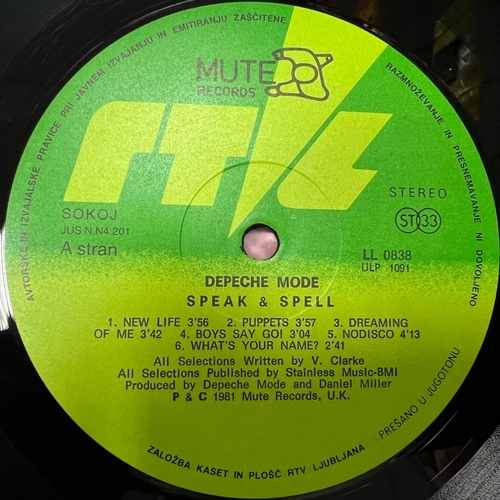 AVTORSKE IN IZVAJALSKE PRAVICE PRI JAVNEM IZVAJANJU IN EMITIRANJU ZAŠČITENE
RAZMNOŽEVANJE IN PRESNEMAVANJE NI DOVOLJENO
MUTE
RECORDS
RTVL
STEREO
SOKOJ
JUS N.N4.201
A stran
ST 33
LL 0838
ULP 1091
DEPECHE MODE
SPEAK & SPELL
1. NEW LIFE 3'56 2. PUPPETS 3'57 3. DREAMING
OF ME 3'42 4. BOYS SAY GO! 3'04 5. NODISCO 4'13
6. WHAT'S YOUR NAME? 2'41
All Selections Written by V. Clarke
All Selections Published by Stainless Music-BMI
Produced by Depeche Mode and Daniel Miller
P & C 1981 Mute Records, U.K.
PREŠANO U JUGOTONU
ZALOŽBA KASET IN PLOŠČ RTV LJUBLJANA